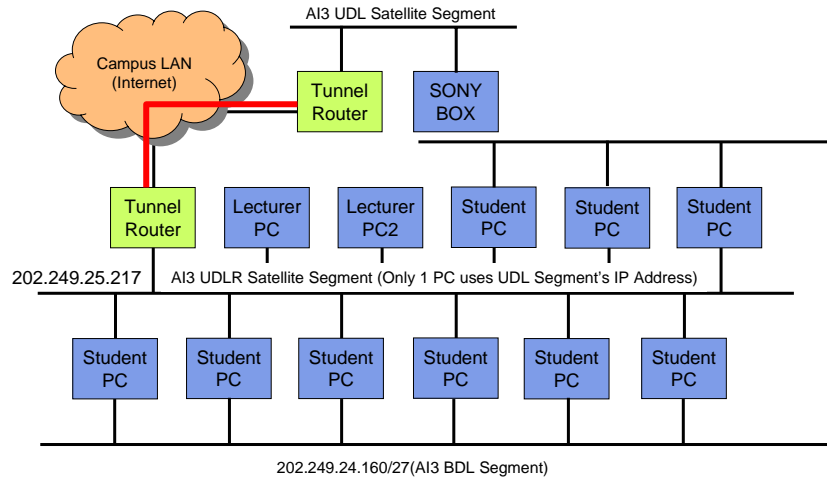 AI3 UDL Satellite Segment
Campus LAN
(Internet)
Tunnel
Router
SONY
BOX
Tunnel
Router
Lecturer
PC
Lecturer
PC2
Student
PC
Student
PC
Student
PC
202.249.25.217
AI3 UDLR Satellite Segment (Only 1 PC uses UDL Segment's IP Address)
Student
PC
Student
PC
Student
PC
Student
PC
Student
PC
Student
PC
202.249.24.160/27(AI3 BDL Segment)